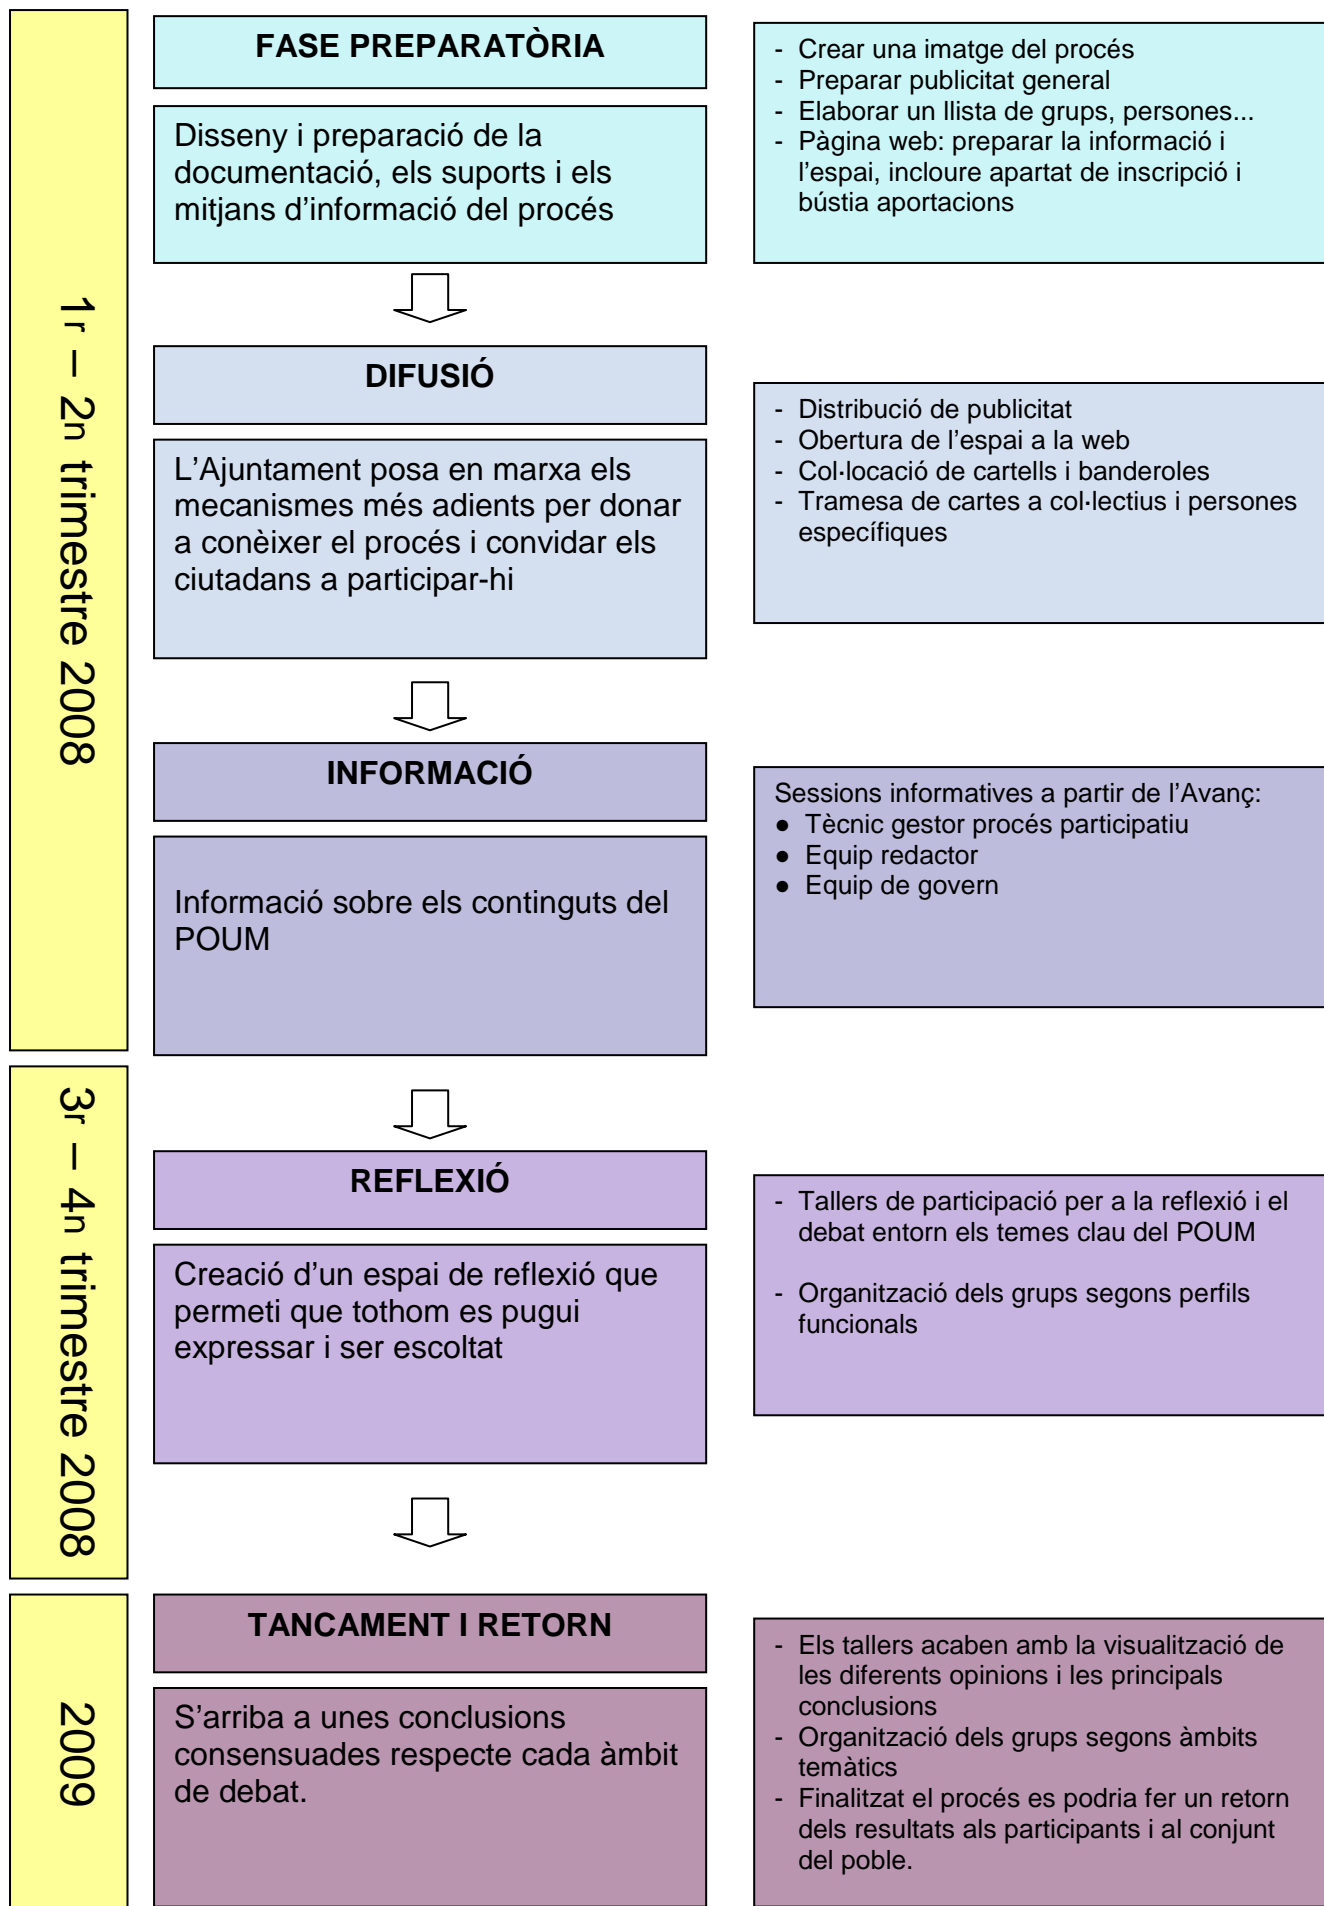 1r – 2n trimestre 2008
FASE PREPARATÒRIA
Disseny i preparació de la
documentació, els suports i els
mitjans d’informació del procés
- Crear una imatge del procés
- Preparar publicitat general
- Elaborar un llista de grups, persones...
- Pàgina web: preparar la informació i
l’espai, incloure apartat de inscripció i
bústia aportacions
DIFUSIÓ
L’Ajuntament posa en marxa els
mecanismes més adients per donar
a conèixer el procés i convidar els
ciutadans a participar-hi
- Distribució de publicitat
- Obertura de l’espai a la web
- Col·locació de cartells i banderoles
- Tramesa de cartes a col·lectius i persones
específiques
INFORMACIÓ
Informació sobre els continguts del
POUM
Sessions informatives a partir de l’Avanç:
● Tècnic gestor procés participatiu
● Equip redactor
● Equip de govern
3r – 4n trimestre 2008
REFLEXIÓ
Creació d’un espai de reflexió que
permeti que tothom es pugui
expressar i ser escoltat
- Tallers de participació per a la reflexió i el
debat entorn els temes clau del POUM
- Organització dels grups segons perfils
funcionals
2009
TANCAMENT I RETORN
S’arriba a unes conclusions
consensuades respecte cada àmbit
de debat.
- Els tallers acaben amb la visualització de
les diferents opinions i les principals
conclusions
- Organització dels grups segons àmbits
temàtics
- Finalitzat el procés es podria fer un retorn
dels resultats als participants i al conjunt
del poble.